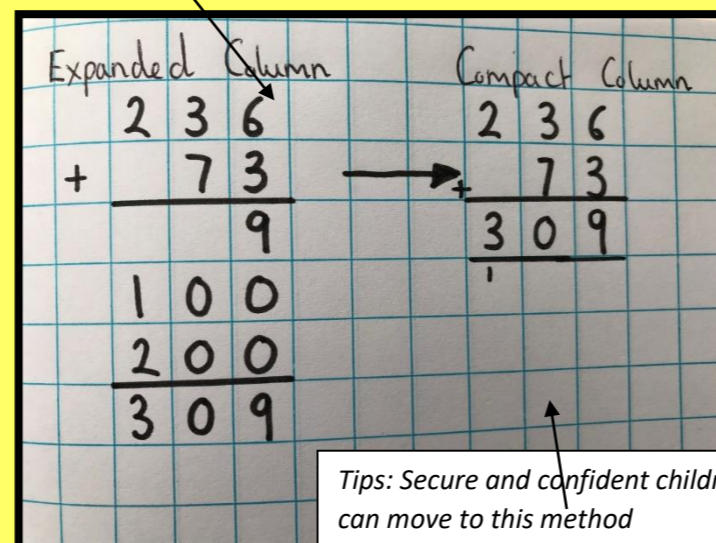 Expanded Column
2 3 6
+ 7 3
9
1 0 0
2 0 0
3 0 9
Compact Column
2 3 6
+ 7 3
3 0 9
1
Tips: Secure and confident
can move to this method